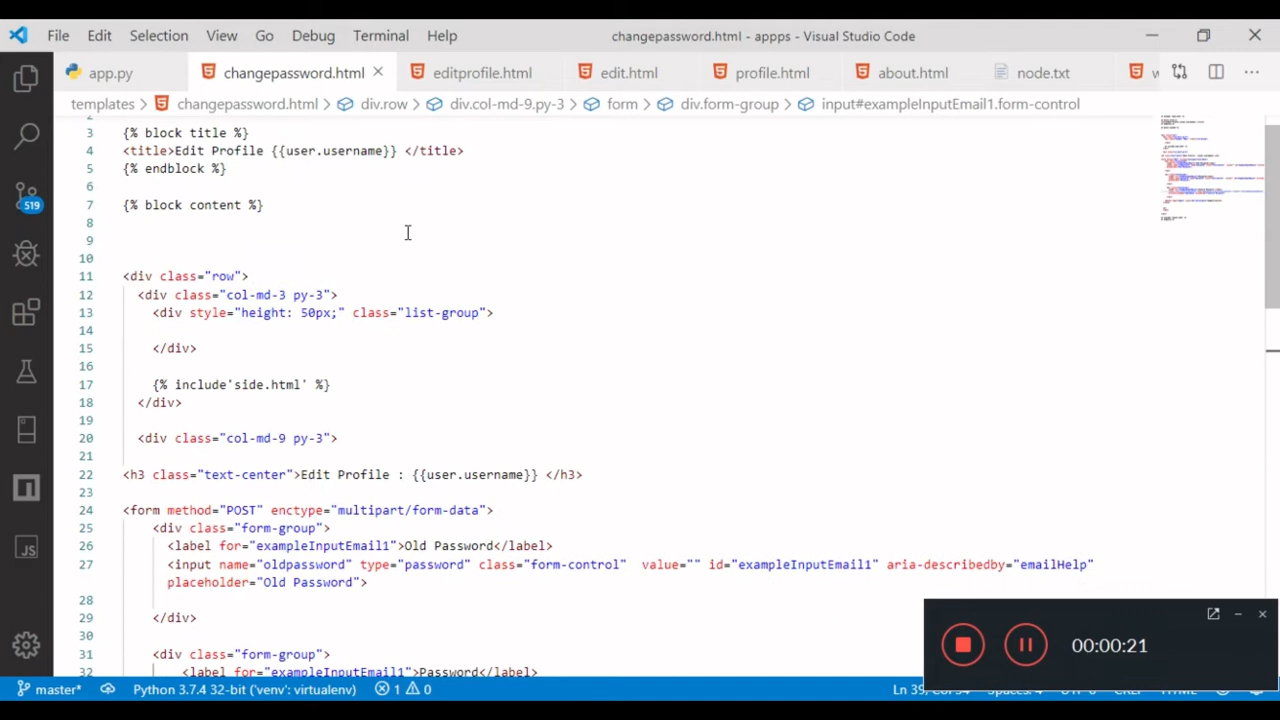 File Edit Selection View Go Debug Terminal Help changepassword.html - appps - Visual Studio Code
app.py changepassword.html editprofile.html edit.html profile.html about.html node.txt
templates changepassword.html div.row div.col-md-9.py-3 form div.form-group input#exampleInputEmail1.form-control
3 {% block title %}
4 <title>Edit Profile {{user.username}} </title>
5 {% endblock %}
6
7 {% block content %}
8
9
10
11 <div class="row">
12 <div class="col-md-3 py-3">
13 <div style="height: 50px;" class="list-group">
14
15 </div>
16
17 {% include'side.html' %}
18 </div>
19
20 <div class="col-md-9 py-3">
21
22 <h3 class="text-center">Edit Profile : {{user.username}} </h3>
23
24 <form method="POST" enctype="multipart/form-data">
25 <div class="form-group">
26 <label for="exampleInputEmail1">Old Password</label>
27 <input name="oldpassword" type="password" class="form-control" value="" id="exampleInputEmail1" aria-describedby="emailHelp"
placeholder="Old Password">
28
29 </div>
30
31 <div class="form-group">
32 <label for="exampleInputEmail1">Password</label>
519
JS
00:00:21
master* Python 3.7.4 32-bit ('venv': virtualenv) 1 0